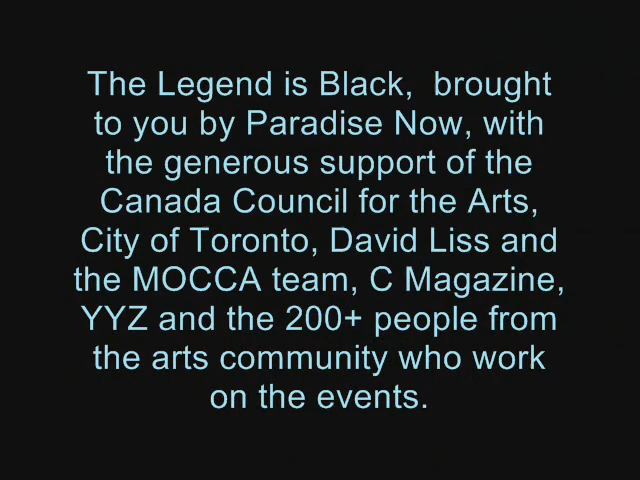 The Legend is Black,  brought
to you by Paradise Now, with
the generous support of the
Canada Council for the Arts,
City of Toronto, David Liss and
the MOCCA team, C Magazine,
YYZ and the 200+ people from
the arts community who work
on the events.